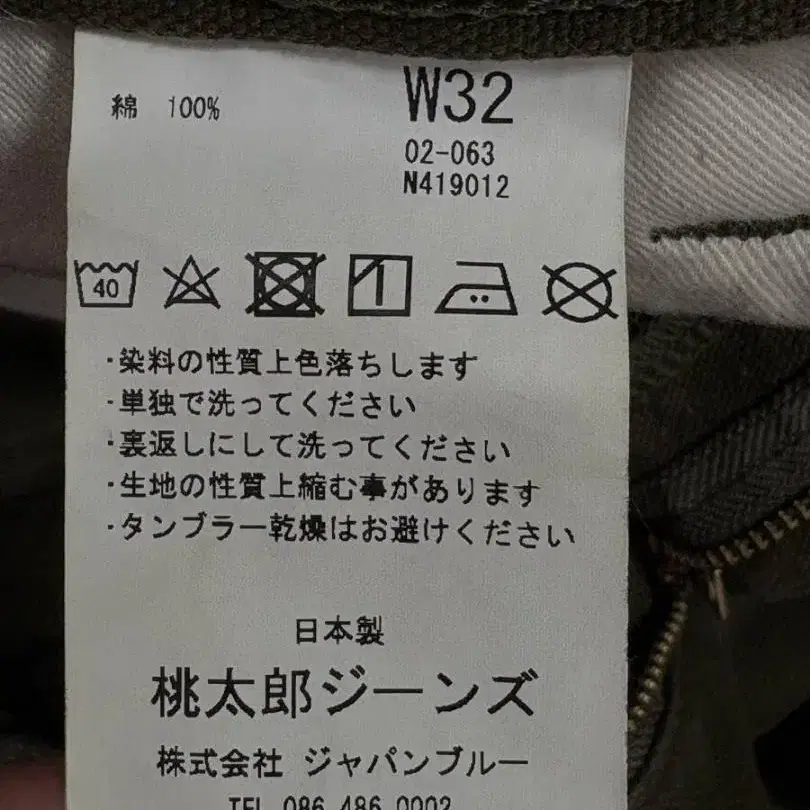 綿 100%
W32
02-063
N419012
40
・染料の性質上色落ちします
・単独で洗ってください
・裏返しにして洗ってください
・生地の性質上縮む事があります
・タンブラー乾燥はお避けください
日本製
桃太郎ジーンズ
株式会社 ジャパンブルー
TEL 086 486 0002